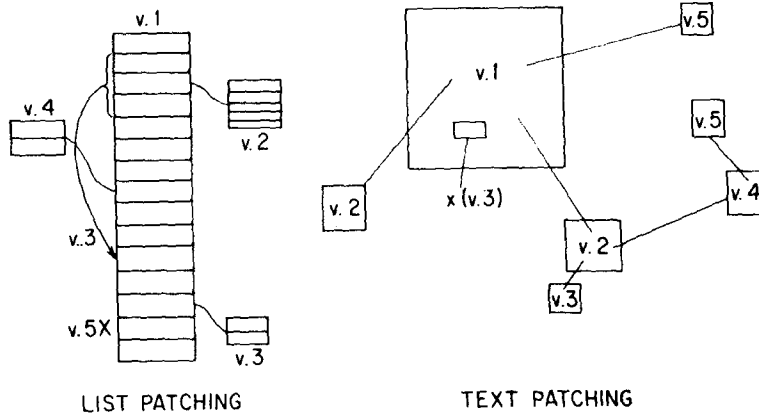 v.1
v.4
v.2
v.3
v.5X
v.3
LIST PATCHING
v.5
v.1
v.5
x(v.3)
v.2
v.4
v.2
v.3
TEXT PATCHING